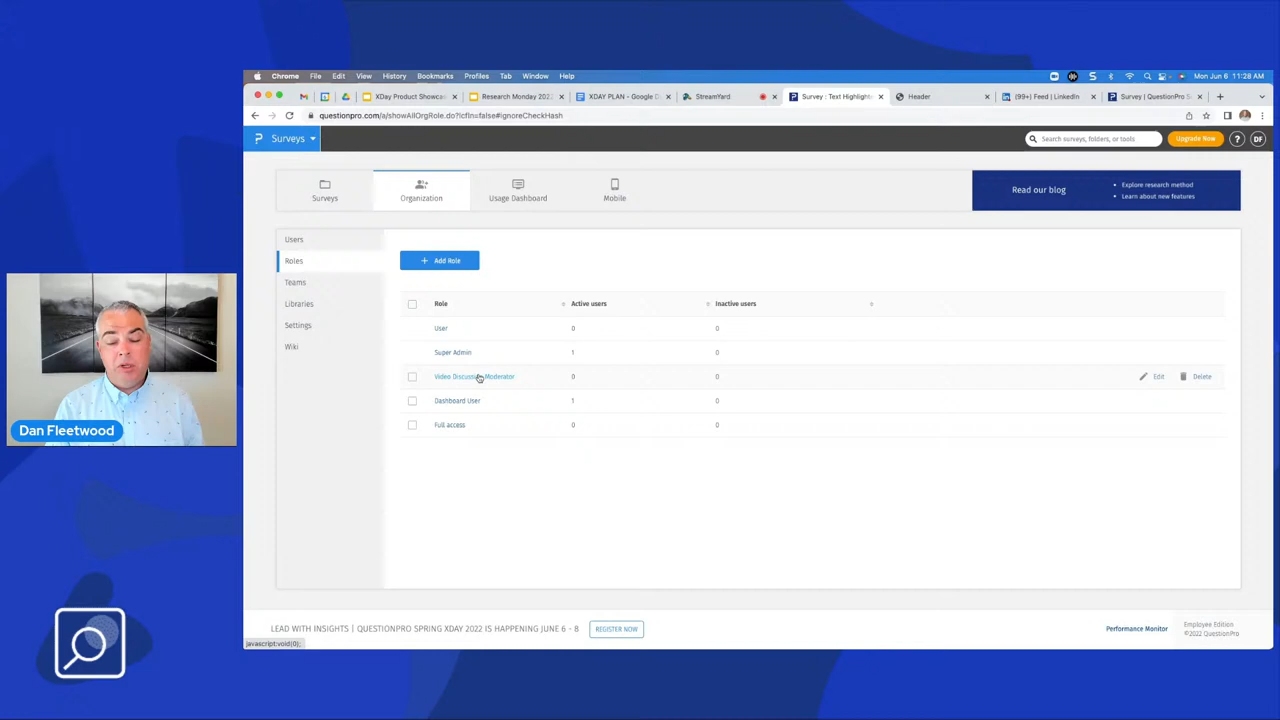 Chrome File Edit View History Bookmarks Profiles Tab Window Help
Mon Jun 6 11:28 AM
XDay Product Showcas
Research Monday 2022
XDAY PLAN - Google D
StreamYard
Survey : Text Highlighte
Header
(99+) Feed | LinkedIn
Survey | QuestionPro S
questionpro.com/a/showAllOrgRole.do?lcfIn=false#ignoreCheckHash
Surveys
Search surveys, folders, or tools
Upgrade Now
?
DF
Surveys
Organization
Usage Dashboard
Mobile
Read our blog
Explore research method
Learn about new features
Users
Roles
Teams
Libraries
Settings
Wiki
+ Add Role
Role Active users Inactive users
User 0 0
Super Admin 1 0
Video Discussion Moderator 0 0 Edit Delete
Dashboard User 1 0
Full access 0 0
Dan Fleetwood
LEAD WITH INSIGHTS | QUESTIONPRO SPRING XDAY 2022 IS HAPPENING JUNE 6 - 8
REGISTER NOW
Performance Monitor
Employee Edition
©2022 QuestionPro
javascript:void(0);